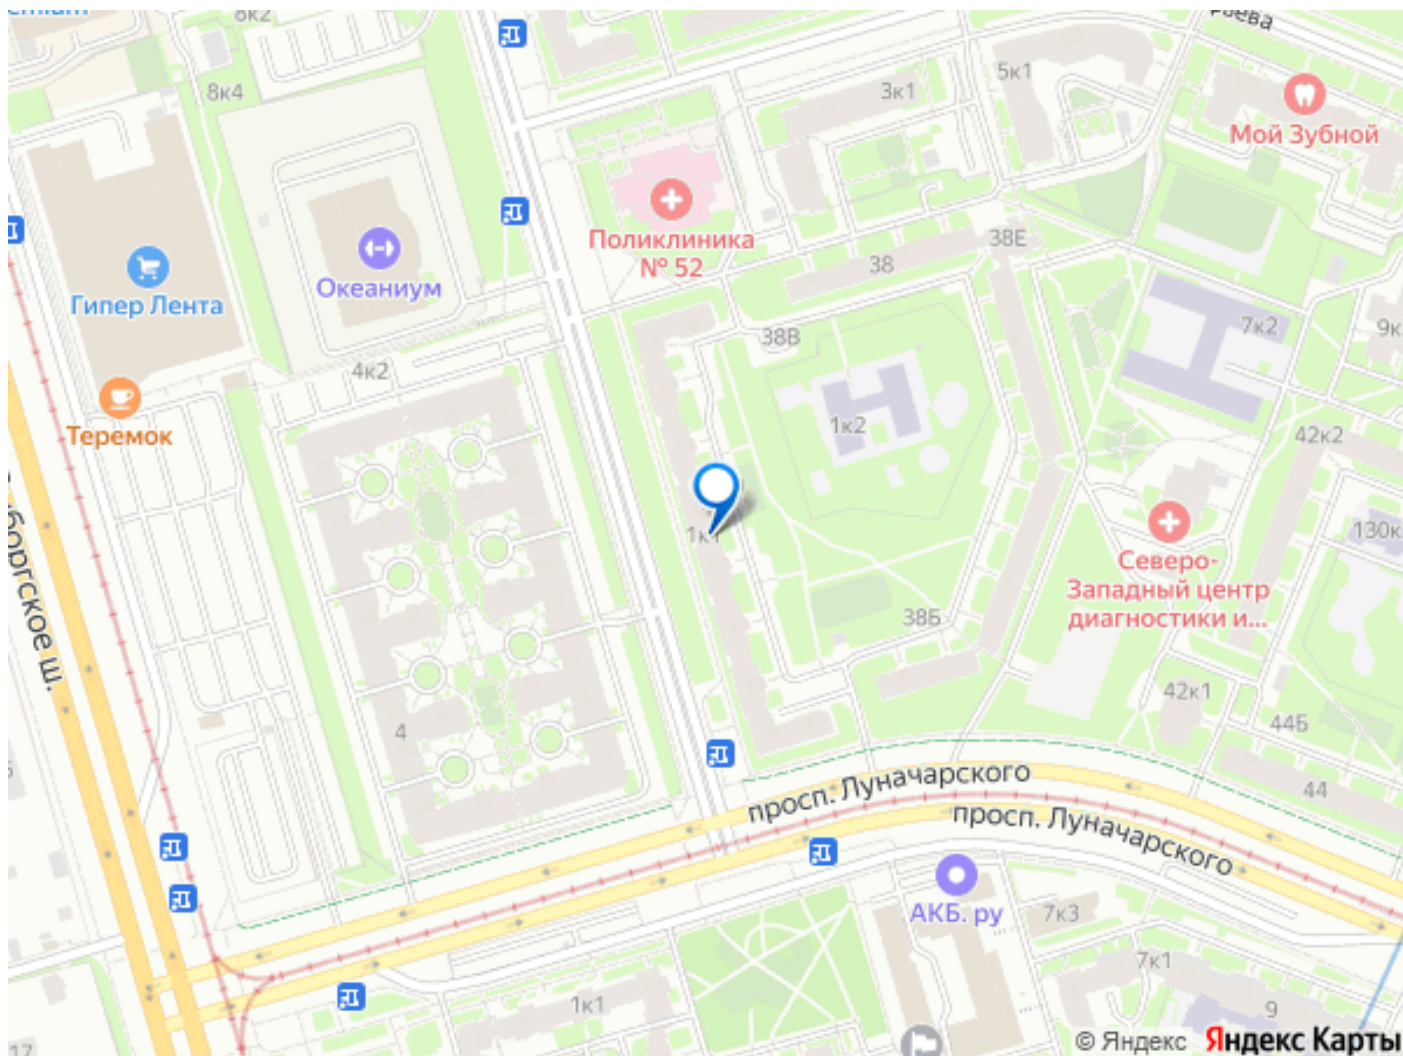 8к2
8к4
3к1
5к1
Мой Зубной
Поликлиника
№ 52
38Е
38
Океаниум
Гипер Лента
7к2
9к
38В
4к2
1к2
Теремок
42к2
1к1
130к
Северо-
Западный центр
диагностики и...
38Б
42к1
44Б
4
44
просп. Луначарского
просп. Луначарского
АКБ. ру
7к3
7к1
1к1
9
17
© Яндекс Яндекс Карты